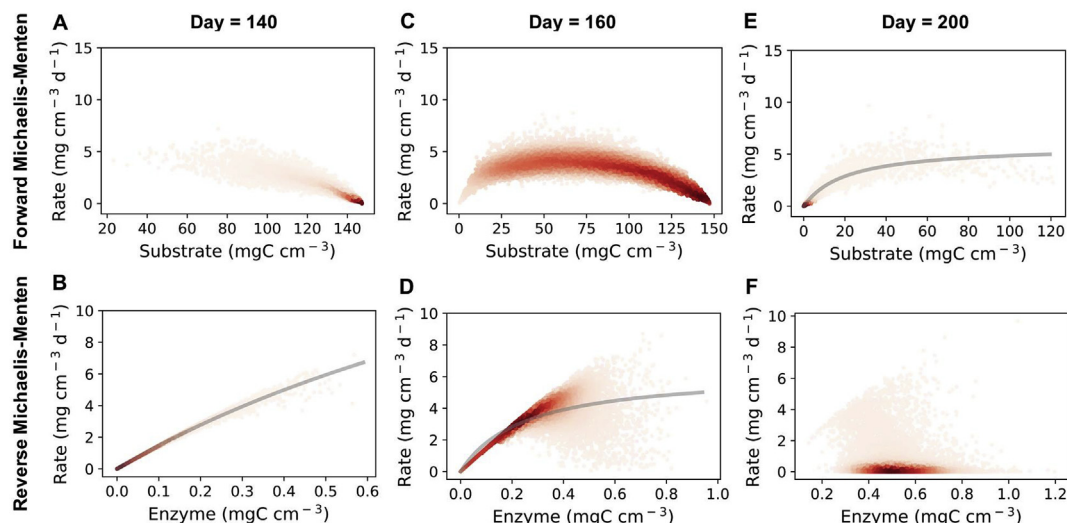 A Day = 140 C Day = 160 E Day = 200
Forward Michaelis-Menten
Rate (mg cm⁻³ d⁻¹)
15
10
5
0
20 40 60 80 100 120 140
Substrate (mgC cm⁻³)
Rate (mg cm⁻³ d⁻¹)
15
10
5
0
0 25 50 75 100 125 150
Substrate (mgC cm⁻³)
Rate (mg cm⁻³ d⁻¹)
15
10
5
0
0 20 40 60 80 100 120
Substrate (mgC cm⁻³)
Reverse Michaelis-Menten
B
Rate (mg cm⁻³ d⁻¹)
10
8
6
4
2
0
0.0 0.1 0.2 0.3 0.4 0.5 0.6
Enzyme (mgC cm⁻³)
D
Rate (mg cm⁻³ d⁻¹)
10
8
6
4
2
0
0.0 0.2 0.4 0.6 0.8 1.0
Enzyme (mgC cm⁻³)
F
Rate (mg cm⁻³ d⁻¹)
10
8
6
4
2
0
0.2 0.4 0.6 0.8 1.0 1.2
Enzyme (mgC cm⁻³)